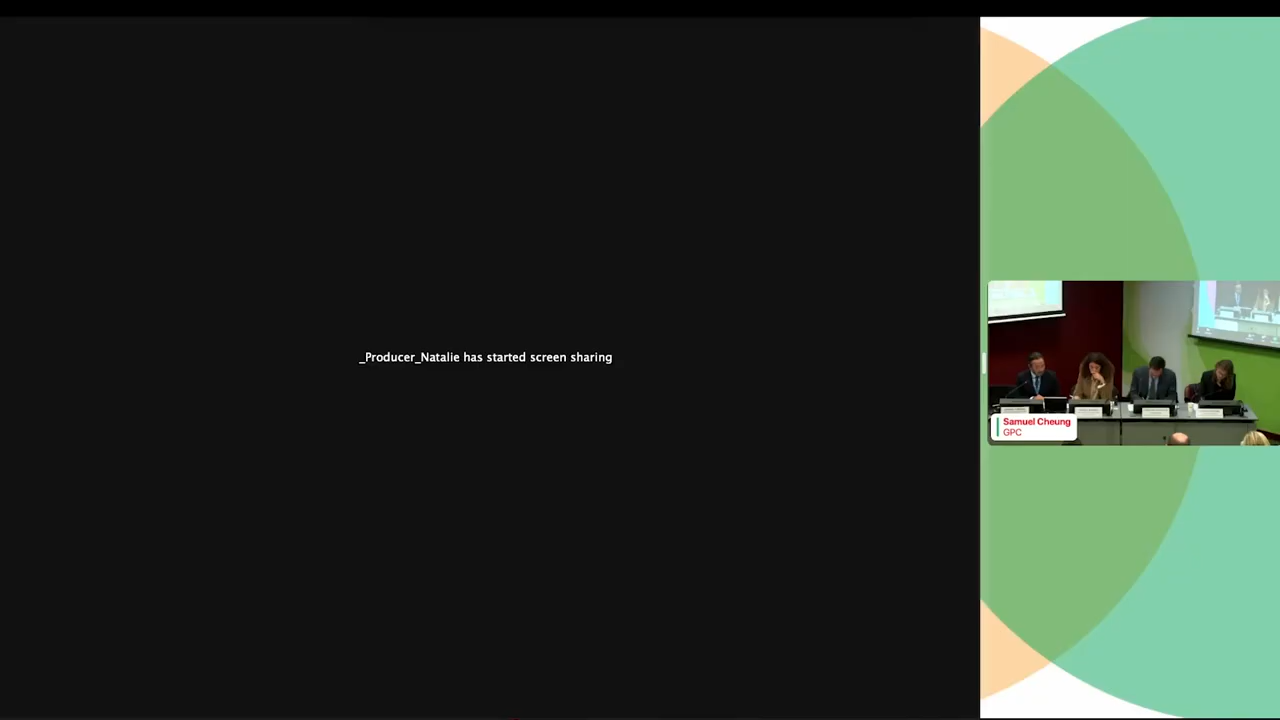 _Producer_Natalie has started screen sharing
Samuel Cheung
GPC